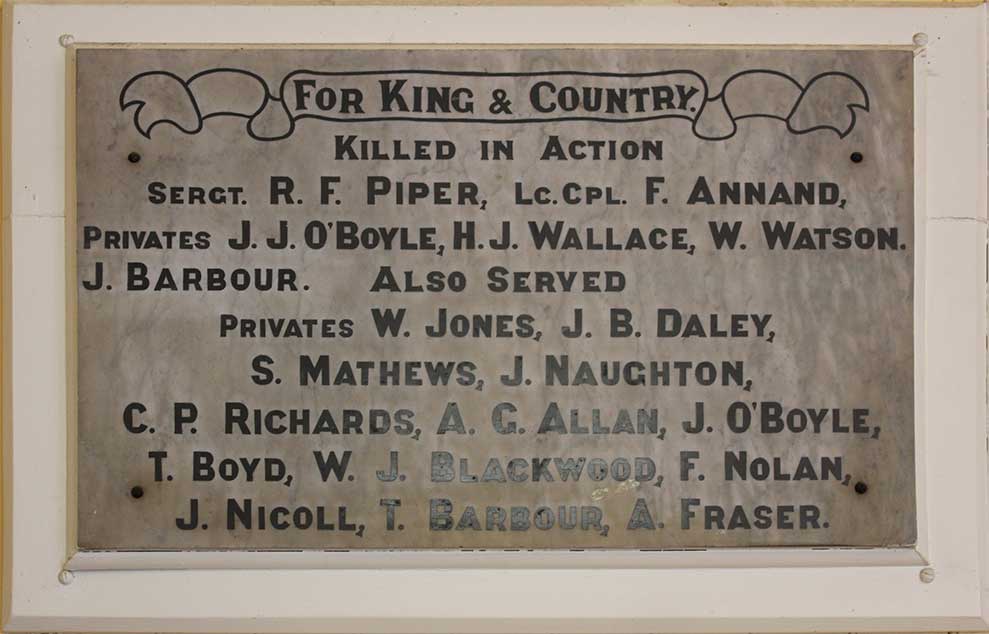 FOR KING & COUNTRY.
KILLED IN ACTION
SERGT. R. F. PIPER, LC. CPL. F. ANNAND,
PRIVATES J. J. O'BOYLE, H. J. WALLACE, W. WATSON.
J. BARBOUR. ALSO SERVED
PRIVATES W. JONES, J. B. DALEY,
S. MATHEWS, J. NAUGHTON,
C. P. RICHARDS, A. G. ALLAN, J. O'BOYLE,
T. BOYD, W. J. BLACKWOOD, F. NOLAN,
J. NICOLL, T. BARBOUR, A. FRASER.